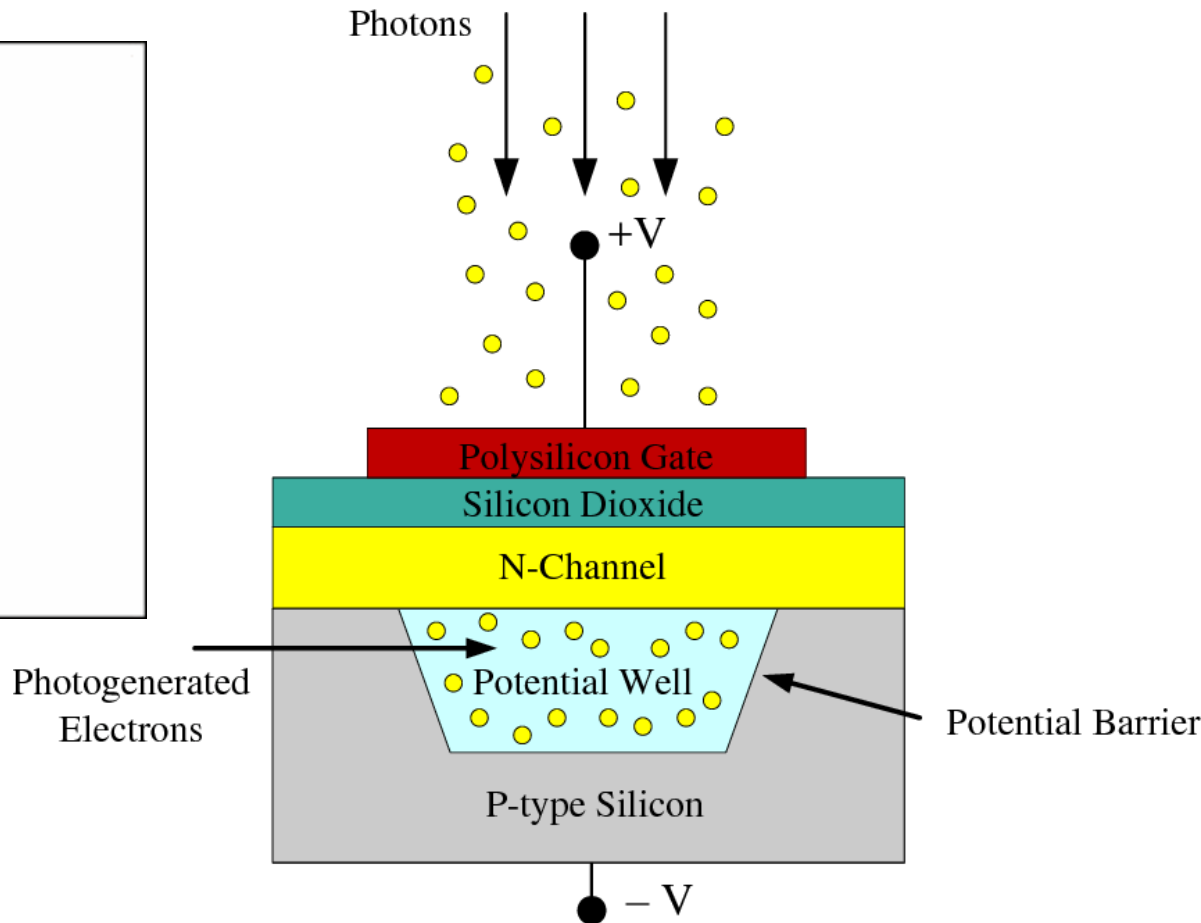 Photons
+V
Polysilicon Gate
Silicon Dioxide
N-Channel
Photogenerated
Electrons
Potential Well
Potential Barrier
P-type Silicon
– V